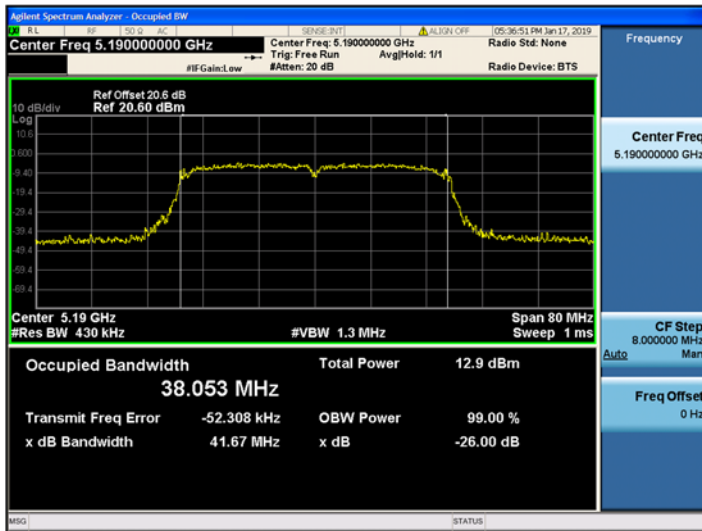 Agilent Spectrum Analyzer - Occupied BW
RL RF 50 Ω AC SENSE:INT ALIGN OFF 05:36:51 PM Jan 17, 2019
Center Freq 5.190000000 GHz
Center Freq: 5.190000000 GHz
Radio Std: None
Trig: Free Run Avg|Hold: 1/1
#IFGain:Low
#Atten: 20 dB
Radio Device: BTS
Frequency
Ref Offset 20.6 dB
10 dB/div Ref 20.60 dBm
Log
10.6
0.600
-9.40
-19.4
-29.4
-39.4
-49.4
-59.4
-69.4
Center 5.19 GHz Span 80 MHz
#Res BW 430 kHz #VBW 1.3 MHz Sweep 1 ms
Occupied Bandwidth Total Power 12.9 dBm
38.053 MHz
Transmit Freq Error -52.308 kHz OBW Power 99.00 %
x dB Bandwidth 41.67 MHz x dB -26.00 dB
Center Freq
5.190000000 GHz
CF Step
8.000000 MHz
Auto Man
Freq Offset
0 Hz
MSG STATUS